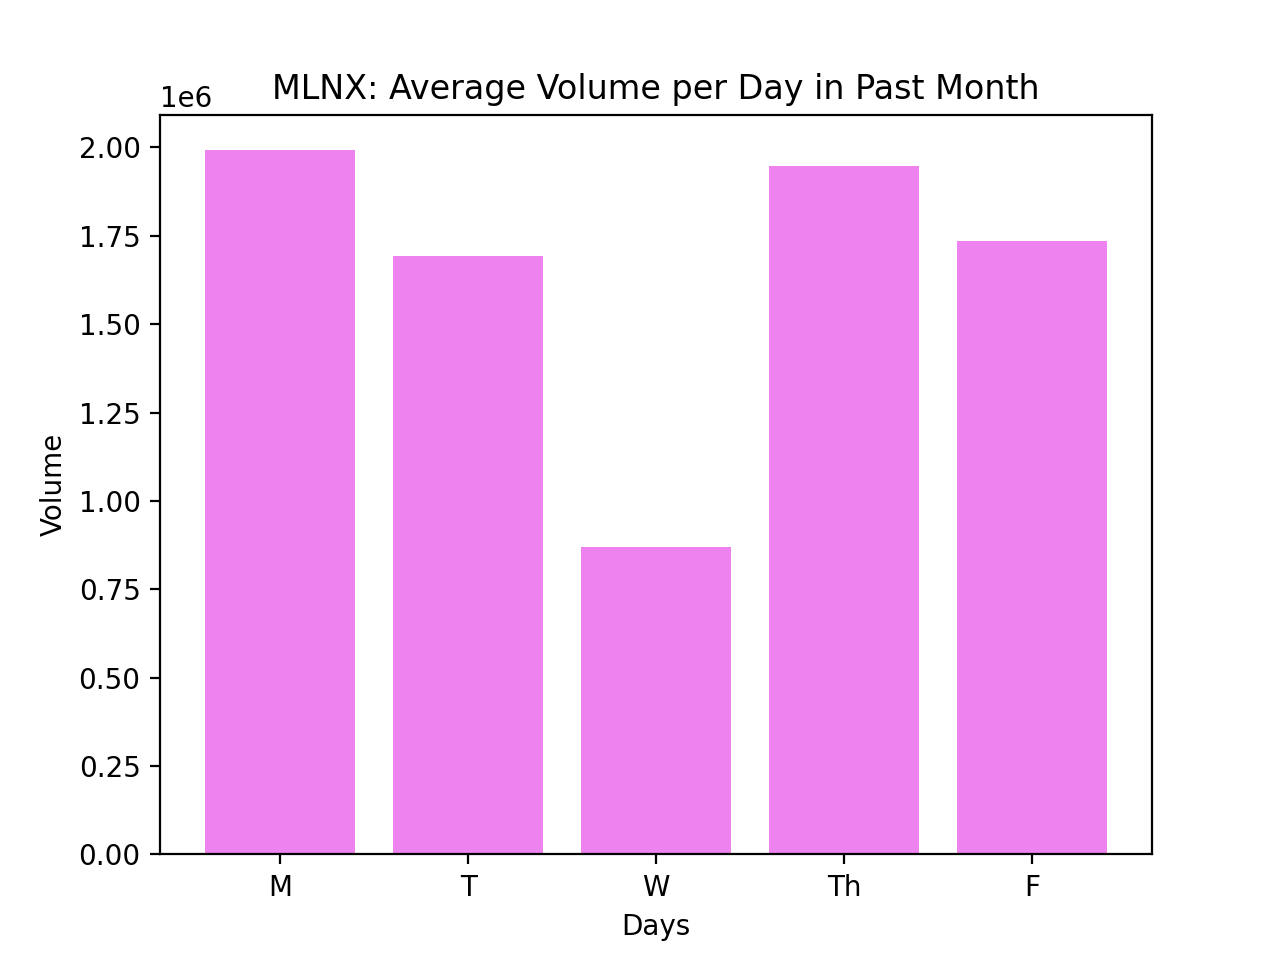 MLNX: Average Volume per Day in Past Month
1e6
2.00
1.75
1.50
1.25
1.00
0.75
0.50
0.25
0.00
Volume
M T W Th F
Days